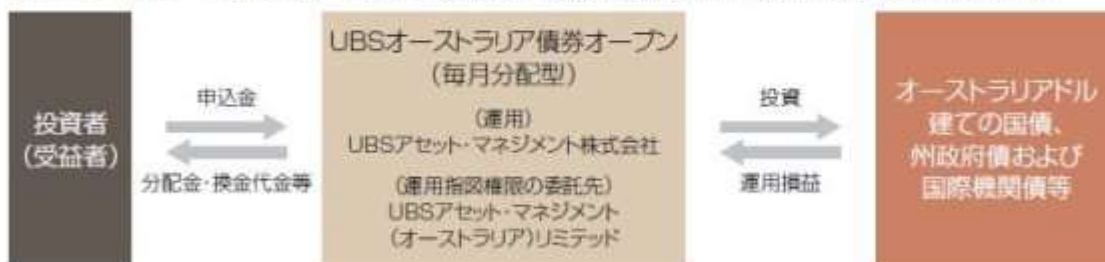 投資者
(受益者)
申込金
分配金・換金代金等
UBSオーストラリア債券オープン
(毎月分配型)
(運用)
UBSアセット・マネジメント株式会社
(運用指図権限の委託先)
UBSアセット・マネジメント
(オーストラリア)リミテッド
投資
運用損益
オーストラリアドル
建ての国債、
州政府債および
国際機関債等